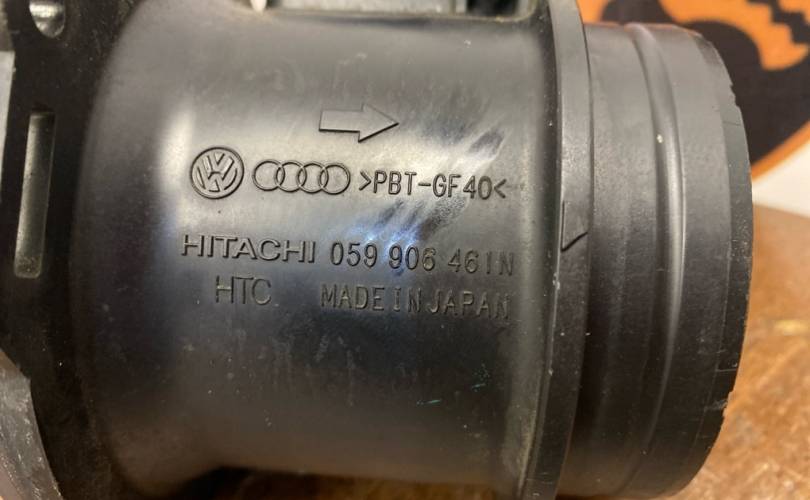 >PBT-GF40<
HITACHI 059 906 461N
HTC MADE IN JAPAN